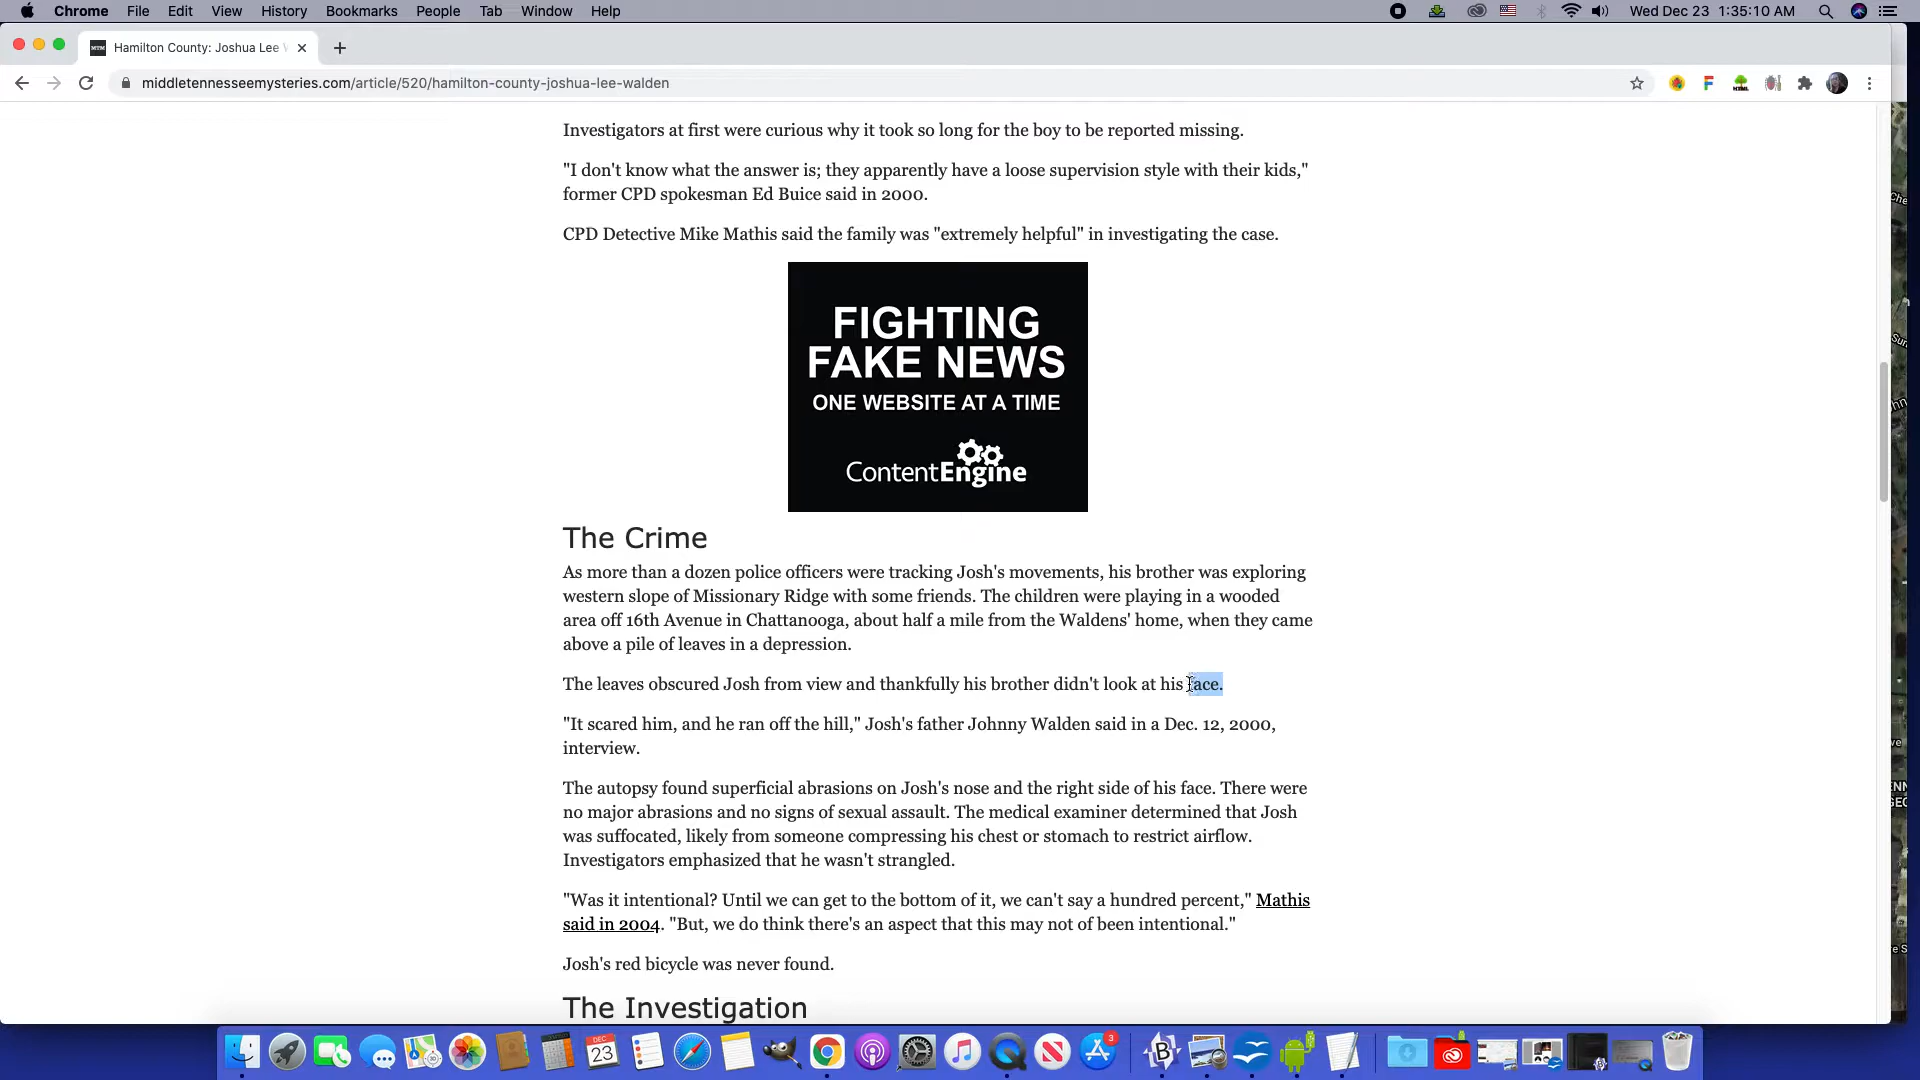 Chrome File Edit View History Bookmarks People Tab Window Help
Wed Dec 23 1:35:10 AM
MTM Hamilton County: Joshua Lee
middletennesseemysteries.com/article/520/hamilton-county-joshua-lee-walden
Investigators at first were curious why it took so long for the boy to be reported missing.
"I don't know what the answer is; they apparently have a loose supervision style with their kids,"
former CPD spokesman Ed Buice said in 2000.
CPD Detective Mike Mathis said the family was "extremely helpful" in investigating the case.
FIGHTING
FAKE NEWS
ONE WEBSITE AT A TIME
ContentEngine
The Crime
As more than a dozen police officers were tracking Josh's movements, his brother was exploring
western slope of Missionary Ridge with some friends. The children were playing in a wooded
area off 16th Avenue in Chattanooga, about half a mile from the Waldens' home, when they came
above a pile of leaves in a depression.
The leaves obscured Josh from view and thankfully his brother didn't look at his face.
"It scared him, and he ran off the hill," Josh's father Johnny Walden said in a Dec. 12, 2000,
interview.
The autopsy found superficial abrasions on Josh's nose and the right side of his face. There were
no major abrasions and no signs of sexual assault. The medical examiner determined that Josh
was suffocated, likely from someone compressing his chest or stomach to restrict airflow.
Investigators emphasized that he wasn't strangled.
"Was it intentional? Until we can get to the bottom of it, we can't say a hundred percent," Mathis
said in 2004. "But, we do think there's an aspect that this may not of been intentional."
Josh's red bicycle was never found.
The Investigation
DEC
23
3